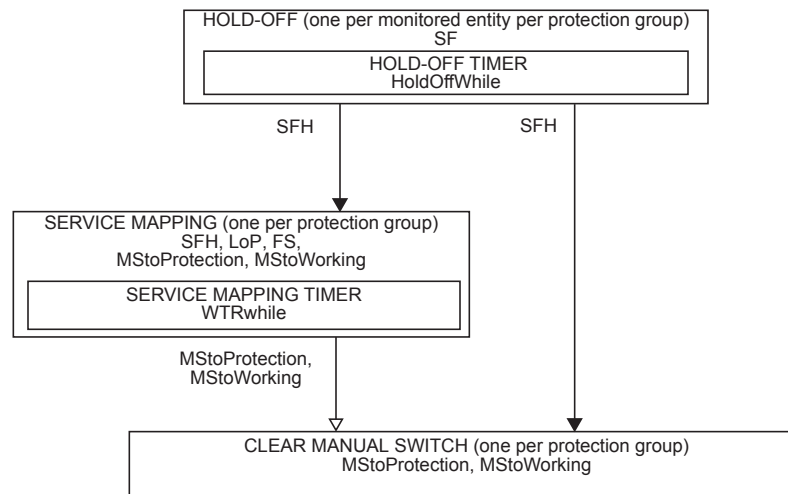 HOLD-OFF (one per monitored entity per protection group)
SF
HOLD-OFF TIMER
HoldOffWhile
SFH
SFH
SERVICE MAPPING (one per protection group)
SFH, LoP, FS,
MStoProtection, MStoWorking
SERVICE MAPPING TIMER
WTRwhile
MStoProtection,
MStoWorking
CLEAR MANUAL SWITCH (one per protection group)
MStoProtection, MStoWorking